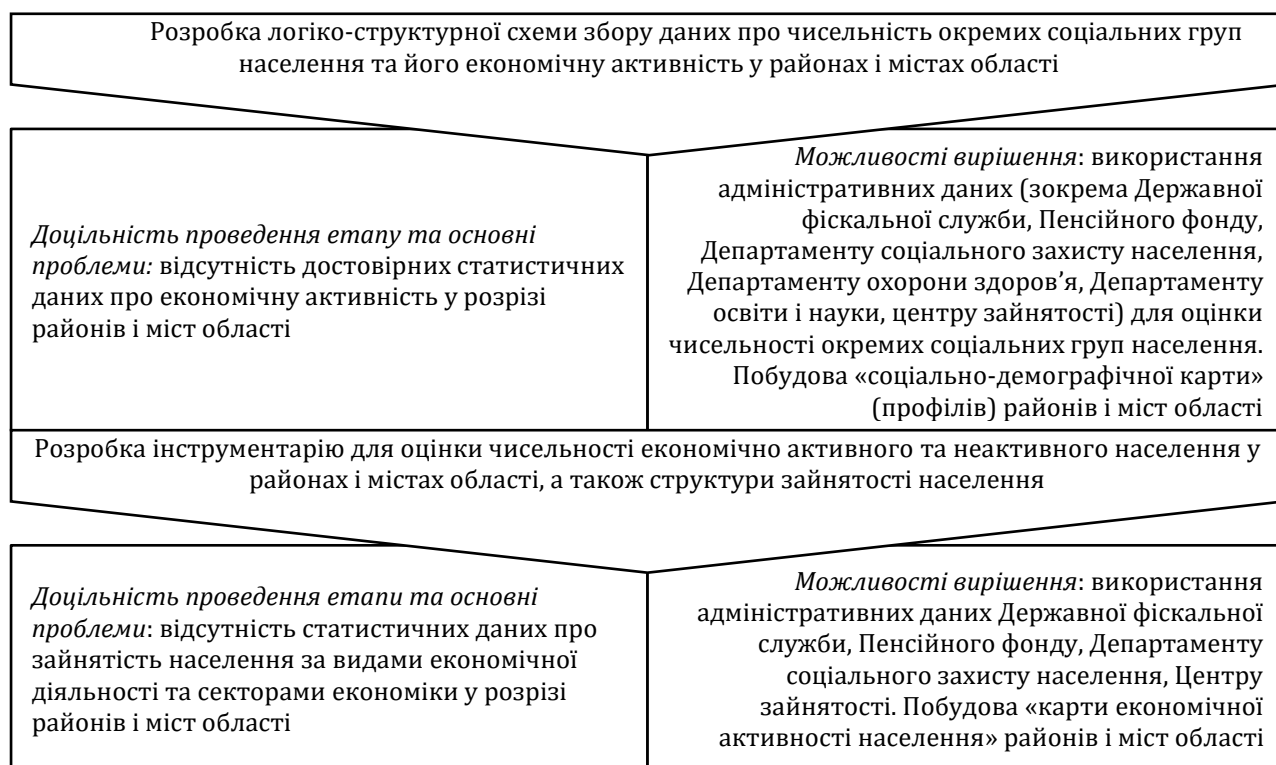 Розробка логіко-структурної схеми збору даних про чисельність окремих соціальних груп
населення та його економічну активність у районах і містах області
Доцільність проведення етапу та основні
проблеми: відсутність достовірних статистичних
даних про економічну активність у розрізі
районів і міст області
Можливості вирішення: використання
адміністративних даних (зокрема Державної
фіскальної служби, Пенсійного фонду,
Департаменту соціального захисту населення,
Департаменту охорони здоров’я, Департаменту
освіти і науки, центру зайнятості) для оцінки
чисельності окремих соціальних груп населення.
Побудова «соціально-демографічної карти»
(профілів) районів і міст області
Розробка інструментарію для оцінки чисельності економічно активного та неактивного населення у
районах і містах області, а також структури зайнятості населення
Доцільність проведення етапи та основні
проблеми: відсутність статистичних даних про
зайнятість населення за видами економічної
діяльності та секторами економіки у розрізі
районів і міст області
Можливості вирішення: використання
адміністративних даних Державної фіскальної
служби, Пенсійного фонду, Департаменту
соціального захисту населення, Центру
зайнятості. Побудова «карти економічної
активності населення» районів і міст області